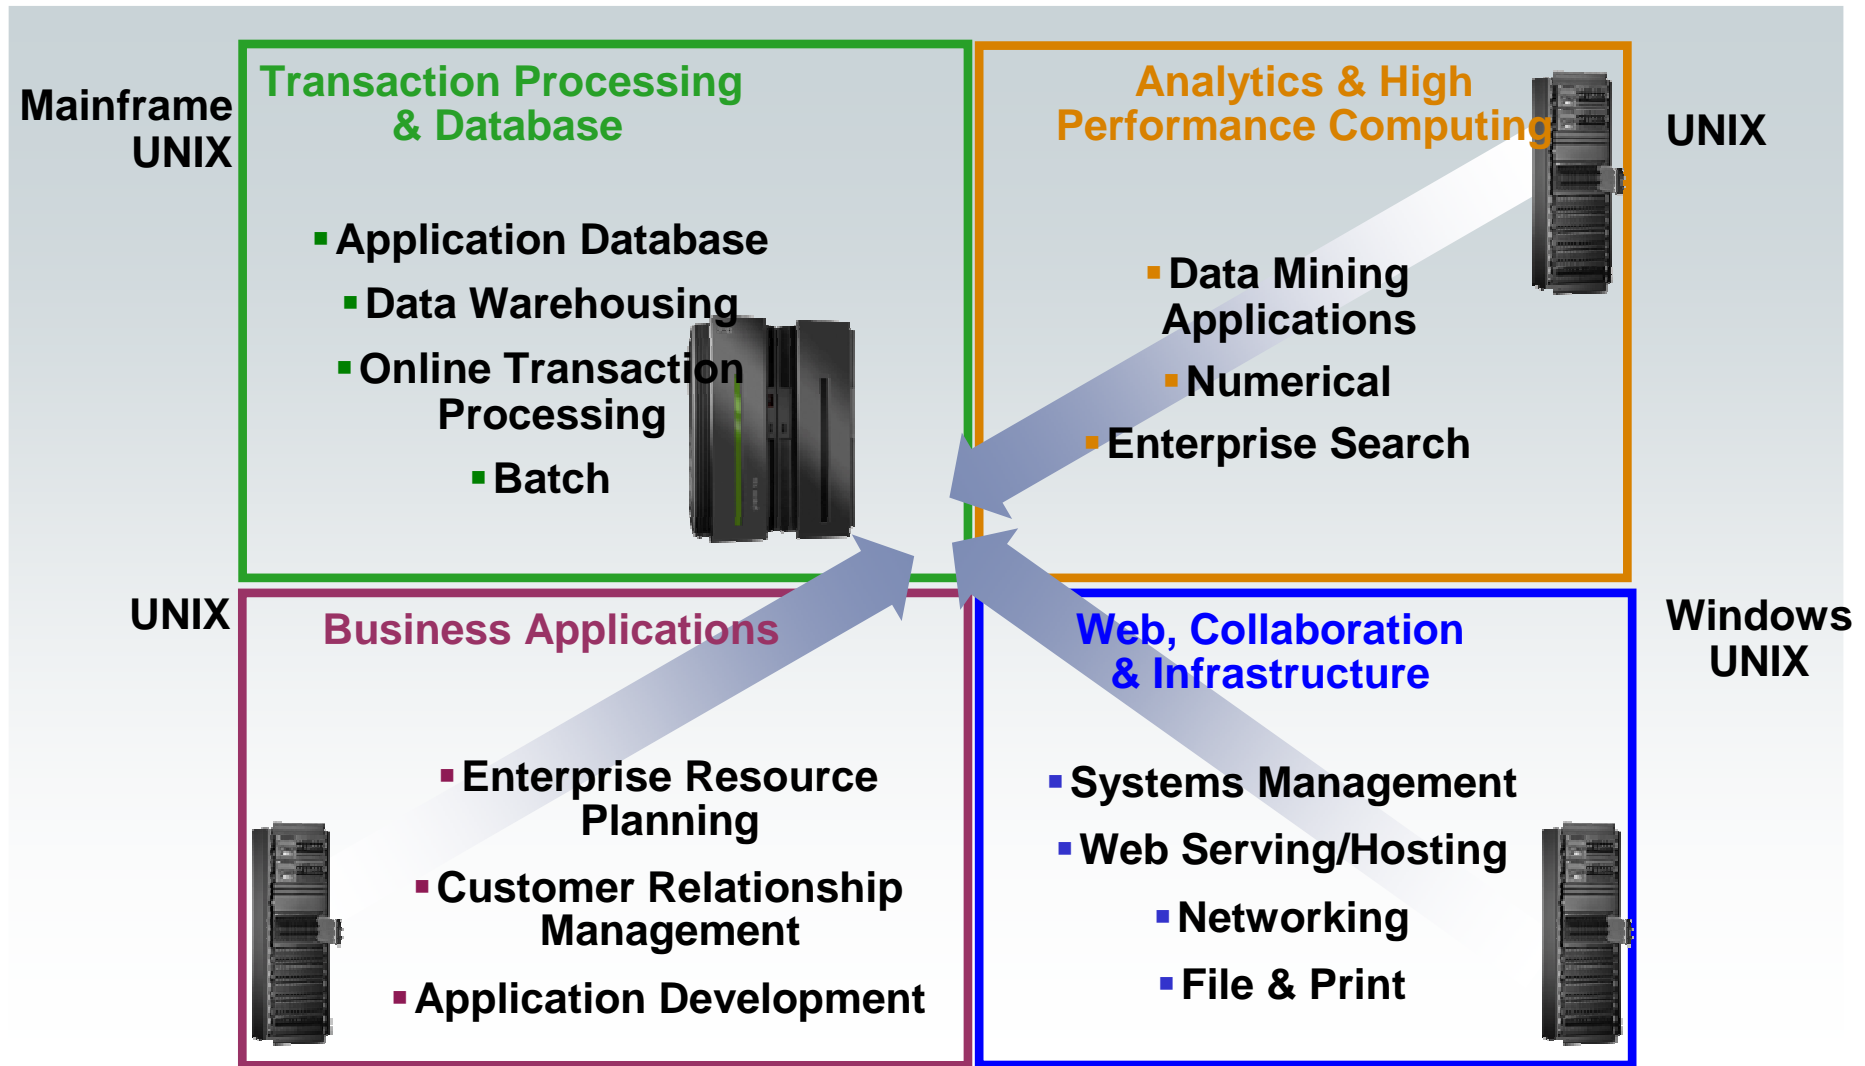 Mainframe
UNIX
Transaction Processing
& Database
▪Application Database
▪Data Warehousing
▪Online Transaction
Processing
▪Batch
Analytics & High
Performance Computing
▪Data Mining
Applications
▪Numerical
▪Enterprise Search
UNIX
UNIX
Business Applications
▪Enterprise Resource
Planning
▪Customer Relationship
Management
▪Application Development
Web, Collaboration
& Infrastructure
▪Systems Management
▪Web Serving/Hosting
▪Networking
▪File & Print
Windows
UNIX